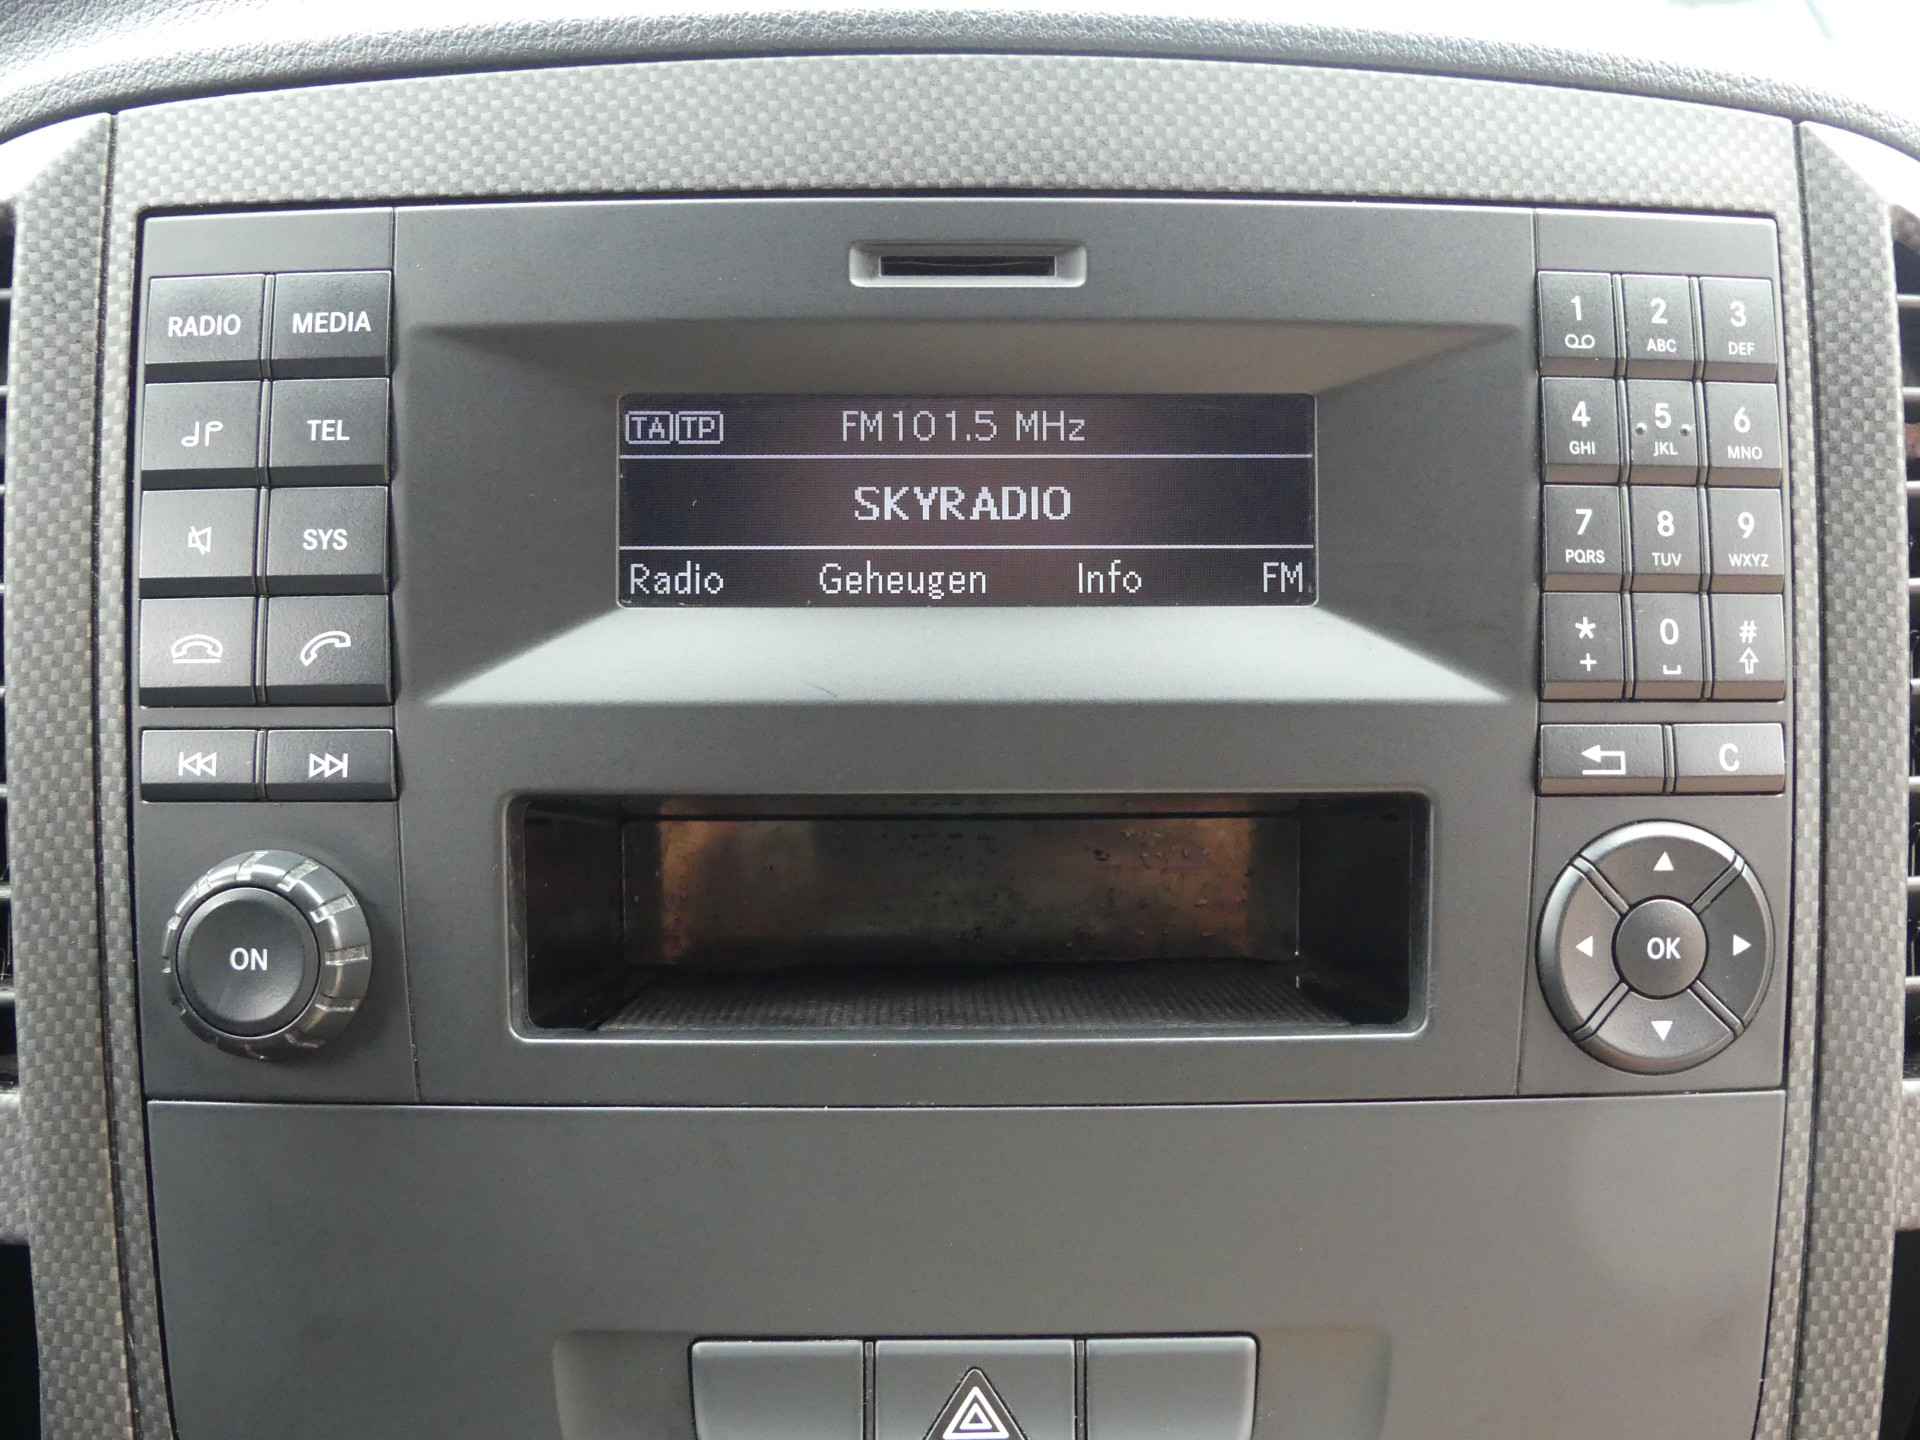 RADIO MEDIA
TEL
SYS
ON
TA TP FM101.5 MHz
SKYRADIO
Radio Geheugen Info FM
1 2 3
ABC DEF
4 5 6
GHI JKL MNO
7 8 9
PQRS TUV WXYZ
* 0 #
+
C
OK